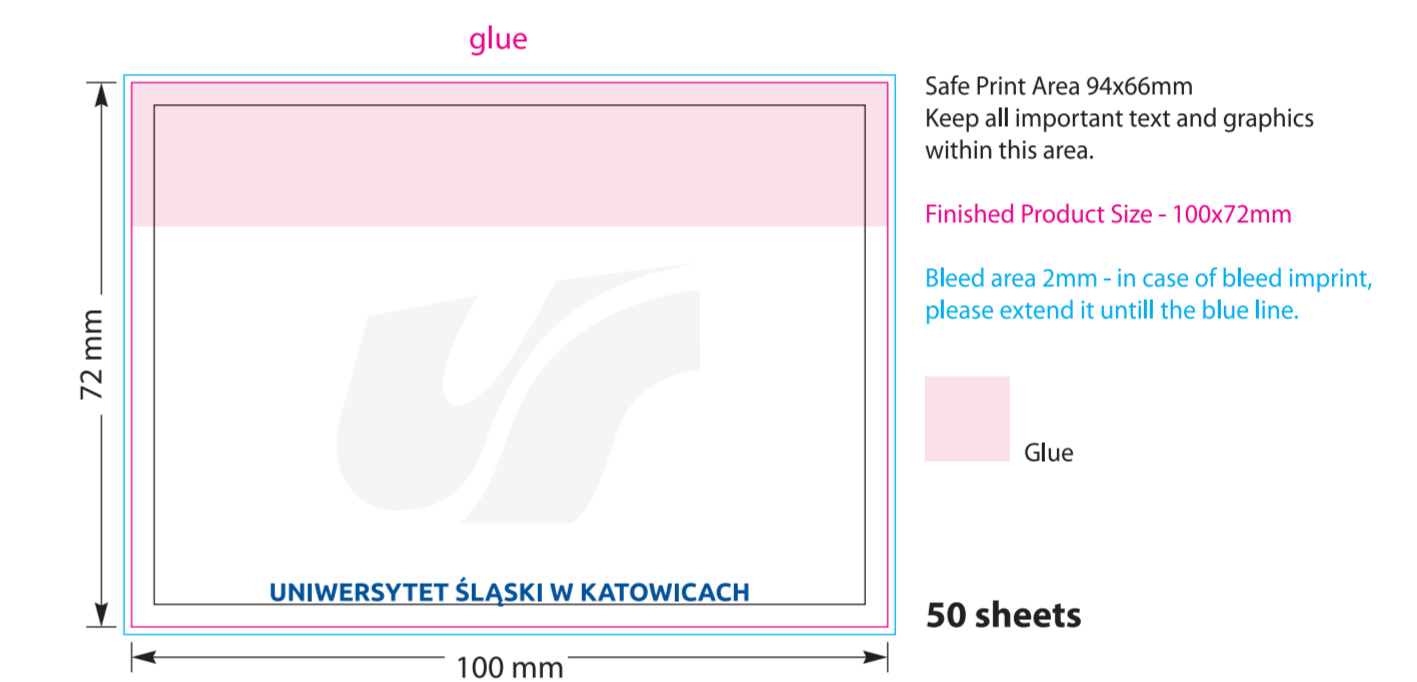 glue
72 mm
UNIWERSYTET ŚLĄSKI W KATOWICACH
100 mm
Safe Print Area 94x66mm
Keep all important text and graphics
within this area.
Finished Product Size - 100x72mm
Bleed area 2mm - in case of bleed imprint,
please extend it untill the blue line.
Glue
50 sheets